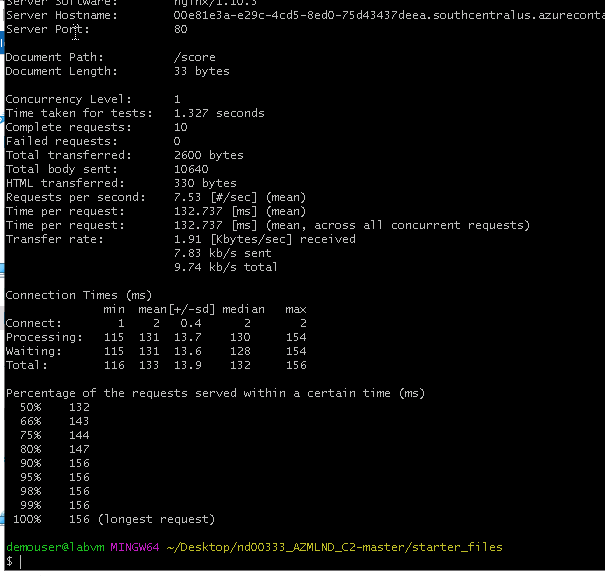 Server Software:        nginx/1.10.3
Server Hostname:        00e81e3a-e29c-4cd5-8ed0-75d43437deea.southcentralus.azureconta
Server Port:            80

Document Path:          /score
Document Length:        33 bytes

Concurrency Level:      1
Time taken for tests:   1.327 seconds
Complete requests:      10
Failed requests:        0
Total transferred:      2600 bytes
Total body sent:        10640
HTML transferred:       330 bytes
Requests per second:    7.53 [#/sec] (mean)
Time per request:       132.737 [ms] (mean)
Time per request:       132.737 [ms] (mean, across all concurrent requests)
Transfer rate:          1.91 [Kbytes/sec] received
                        7.83 kb/s sent
                        9.74 kb/s total

Connection Times (ms)
              min  mean[+/-sd] median   max
Connect:        1    2   0.4      2       2
Processing:   115  131  13.7    130     154
Waiting:      115  131  13.6    128     154
Total:        116  133  13.9    132     156

Percentage of the requests served within a certain time (ms)
  50%    132
  66%    143
  75%    144
  80%    147
  90%    156
  95%    156
  98%    156
  99%    156
 100%    156 (longest request)

demouser@labvm MINGW64 ~/Desktop/nd00333_AZMLND_C2-master/starter_files
$